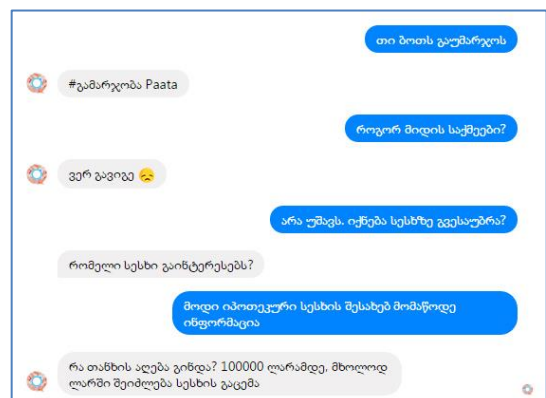 თი ბოთს გაუმარჯოს
#გამარჯობა Paata
როგორ მიდის საქმეები?
ვერ გავიგე 😞
არა უშავს. იქნება სესხზე გვესაუბრა?
რომელი სესხი გაინტერესებს?
მოდი იპოთეკური სესხის შესახებ მომაწოდე
ინფორმაცია
რა თანხის აღება გინდა? 100000 ლარამდე, მხოლოდ
ლარში შეიძლება სესხის გაცემა